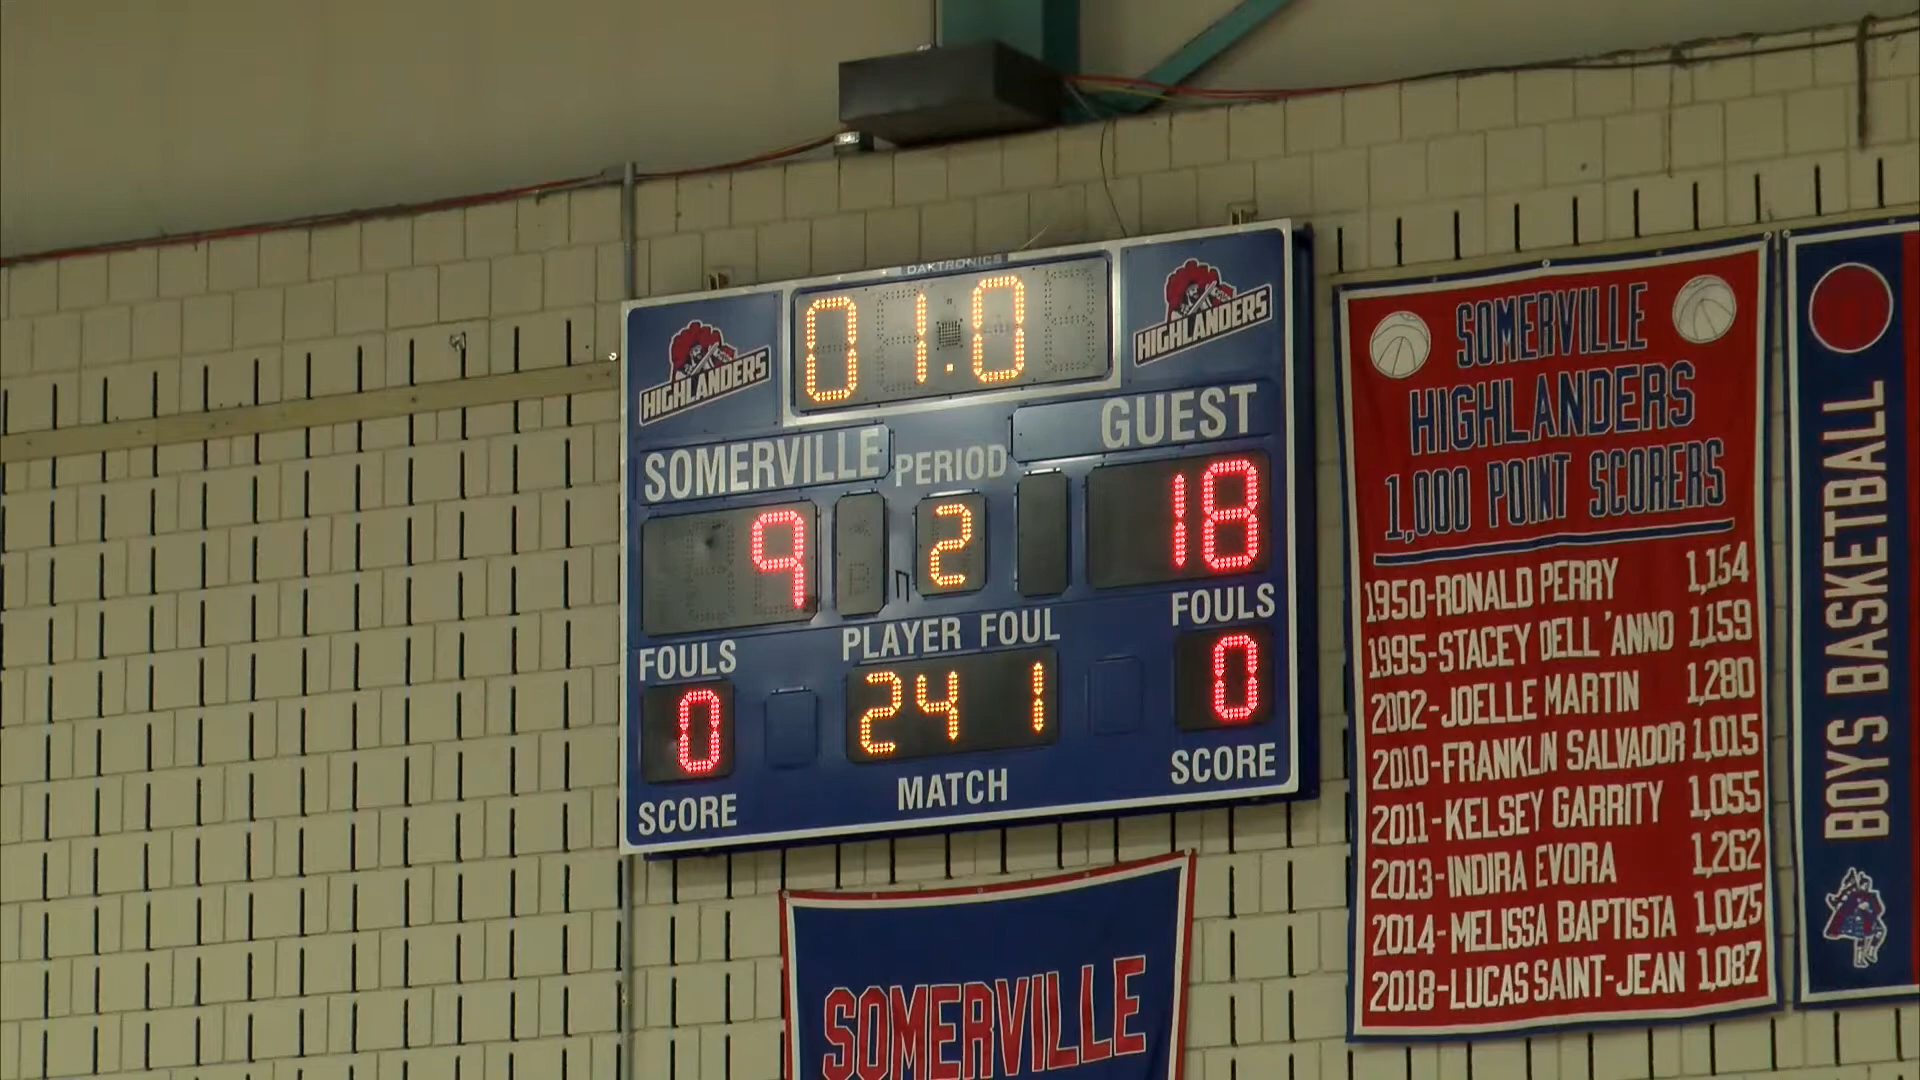 DAKTRONICS
01.0
HIGHLANDERS
HIGHLANDERS
SOMERVILLE PERIOD GUEST
9 2 18
FOULS PLAYER FOUL FOULS
0 24 1 0
SCORE MATCH SCORE
SOMERVILLE
SOMERVILLE
HIGHLANDERS
1,000 POINT SCORERS
1950-RONALD PERRY 1,154
1995-STACEY DELL'ANNO 1,159
2002-JOELLE MARTIN 1,280
2010-FRANKLIN SALVADOR 1,015
2011-KELSEY GARRITY 1,055
2013-INDIRA EVORA 1,262
2014-MELISSA BAPTISTA 1,075
2018-LUCAS SAINT-JEAN 1,087
BOYS BASKETBALL